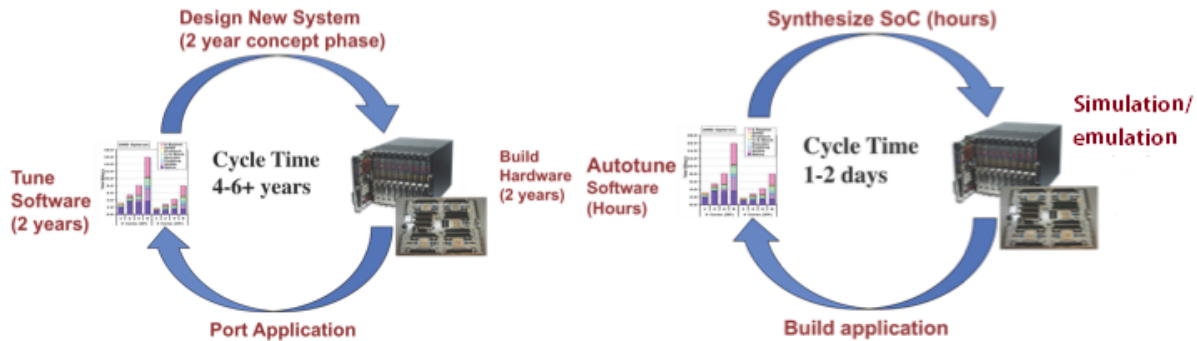 Design New System
(2 year concept phase)
Tune
Software
(2 years)
Cycle Time
4-6+ years
Build
Hardware
(2 years)
Port Application
Synthesize SoC (hours)
Autotune
Software
(Hours)
Cycle Time
1-2 days
Simulation/
emulation
Build application